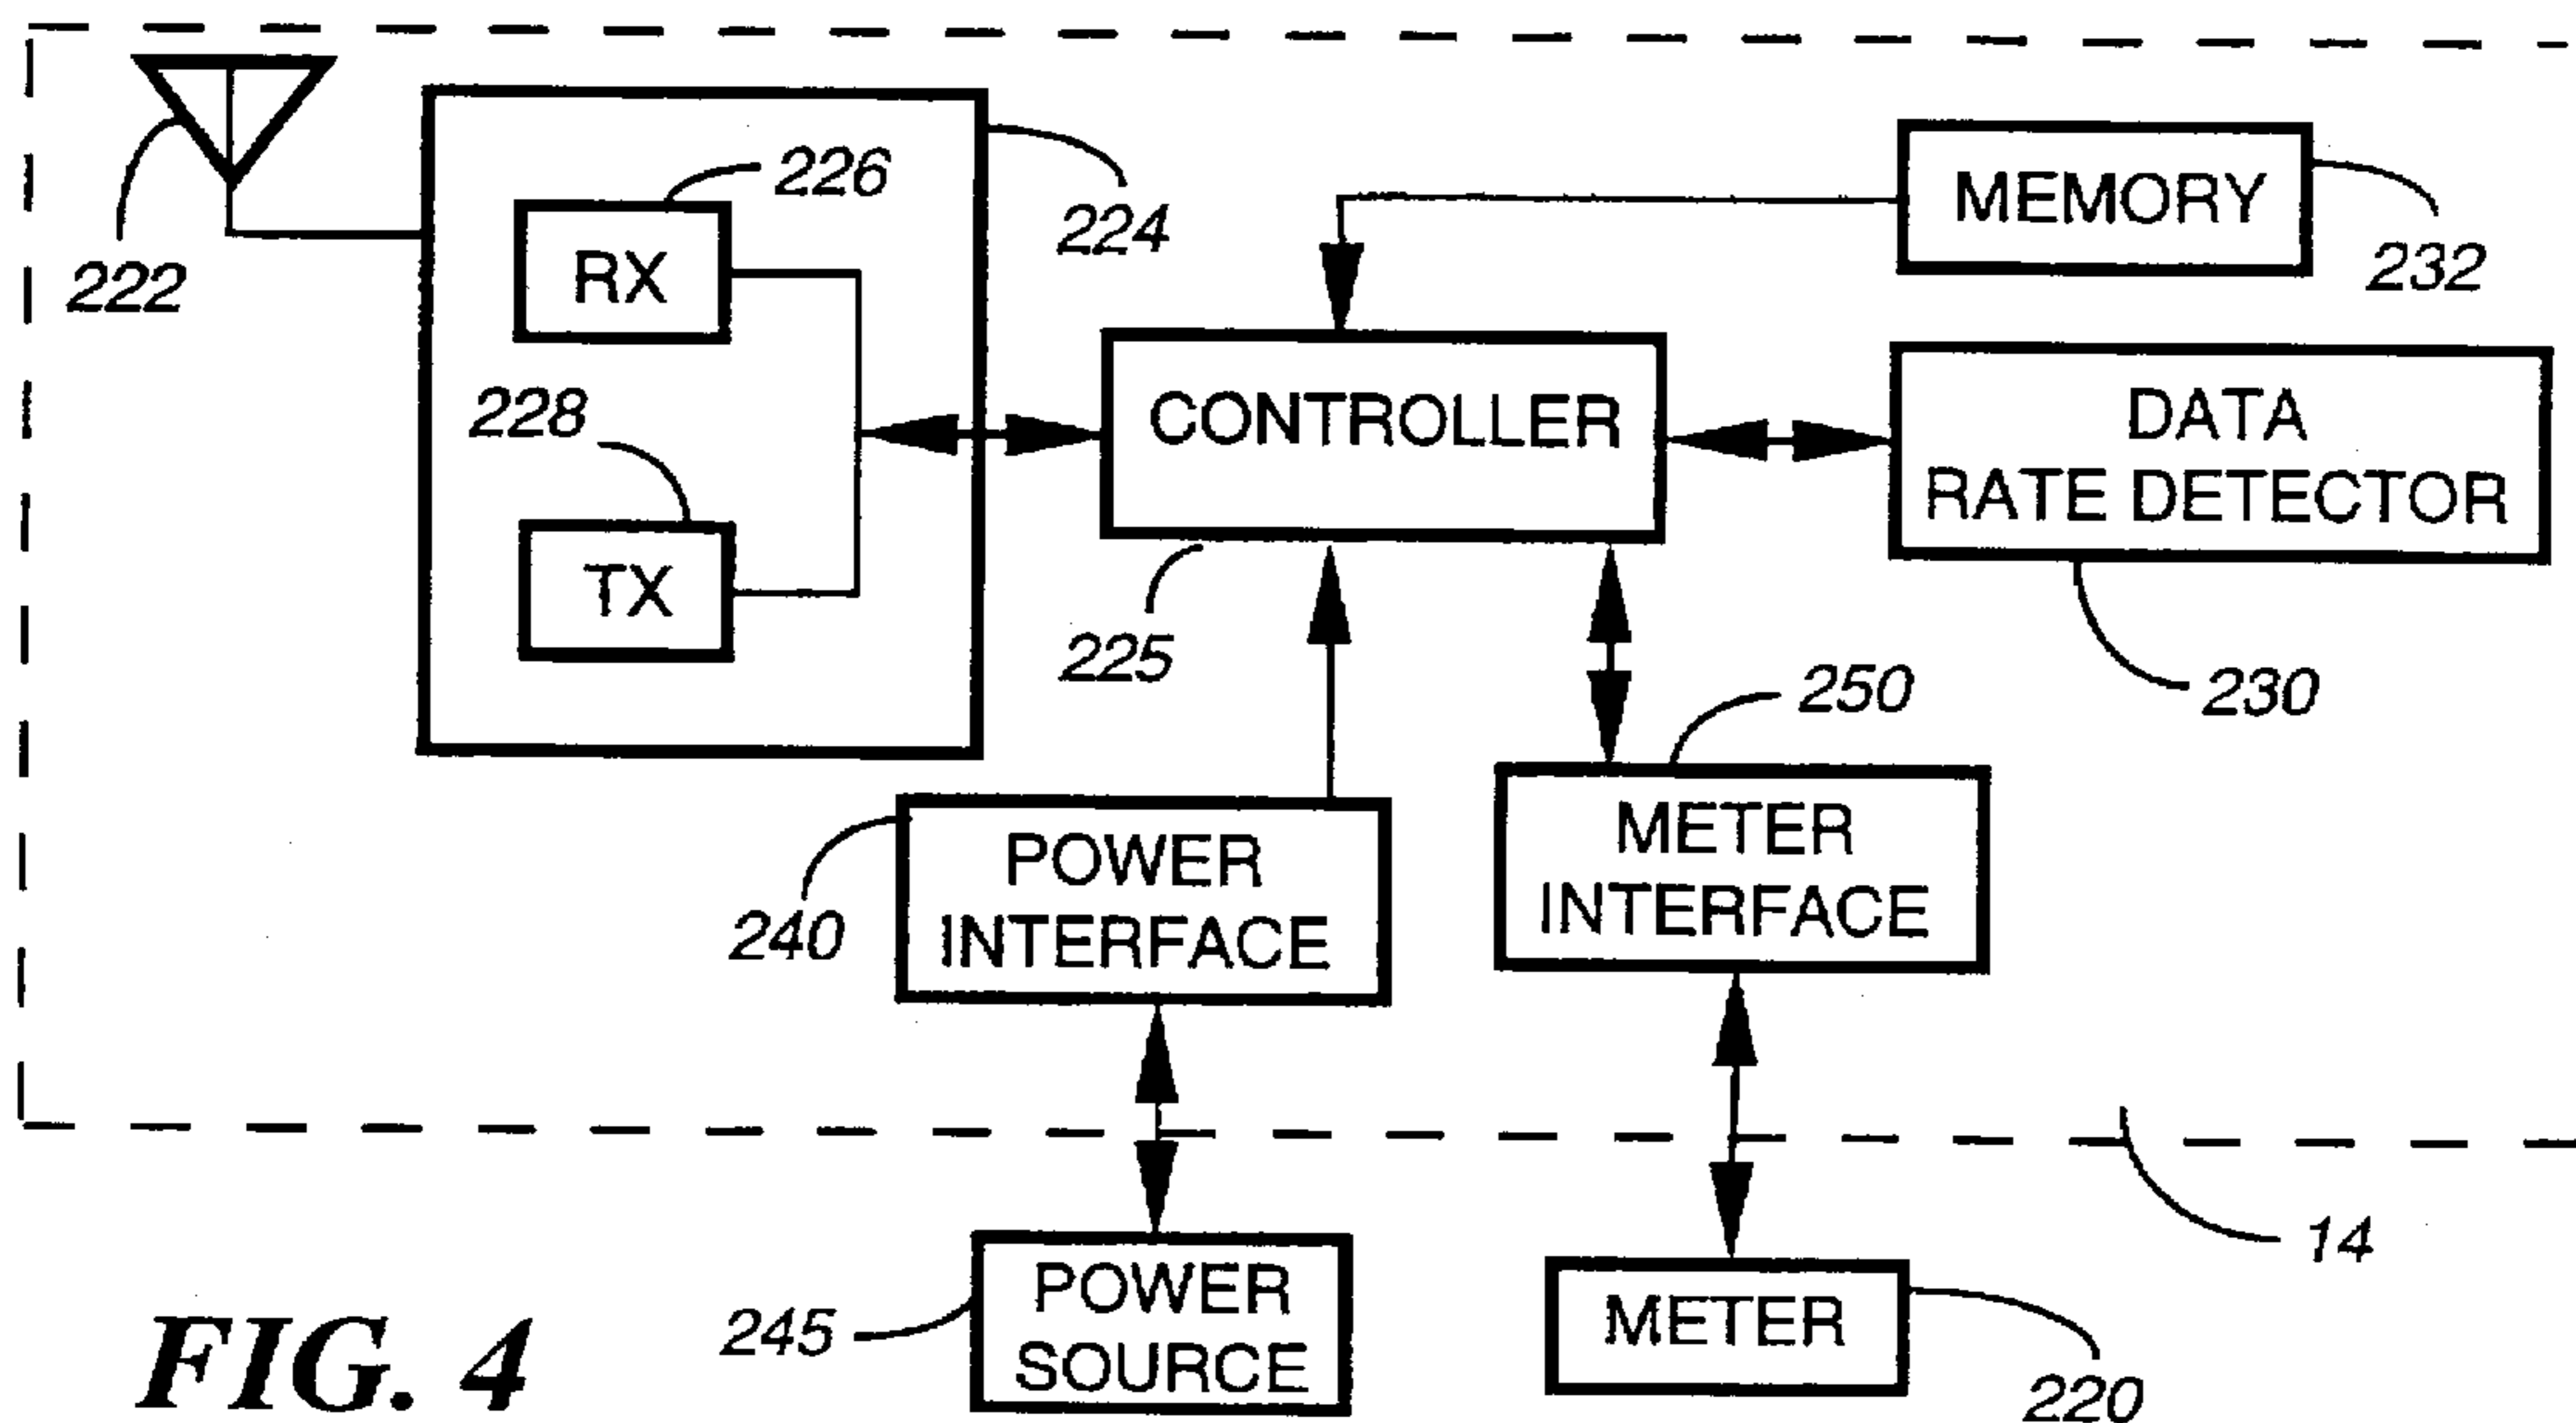 226
224
222
RX
MEMORY
232
228
TX
CONTROLLER
225
DATA
RATE DETECTOR
230
250
240
POWER
INTERFACE
METER
INTERFACE
14
245
POWER
SOURCE
METER
220
FIG. 4